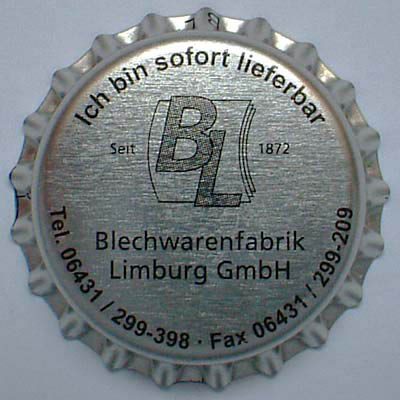 Ich bin sofort lieferbar
BL
Seit 1872
Blechwarenfabrik
Limburg GmbH
Tel. 06431 / 299-398 · Fax 06431 / 299-209